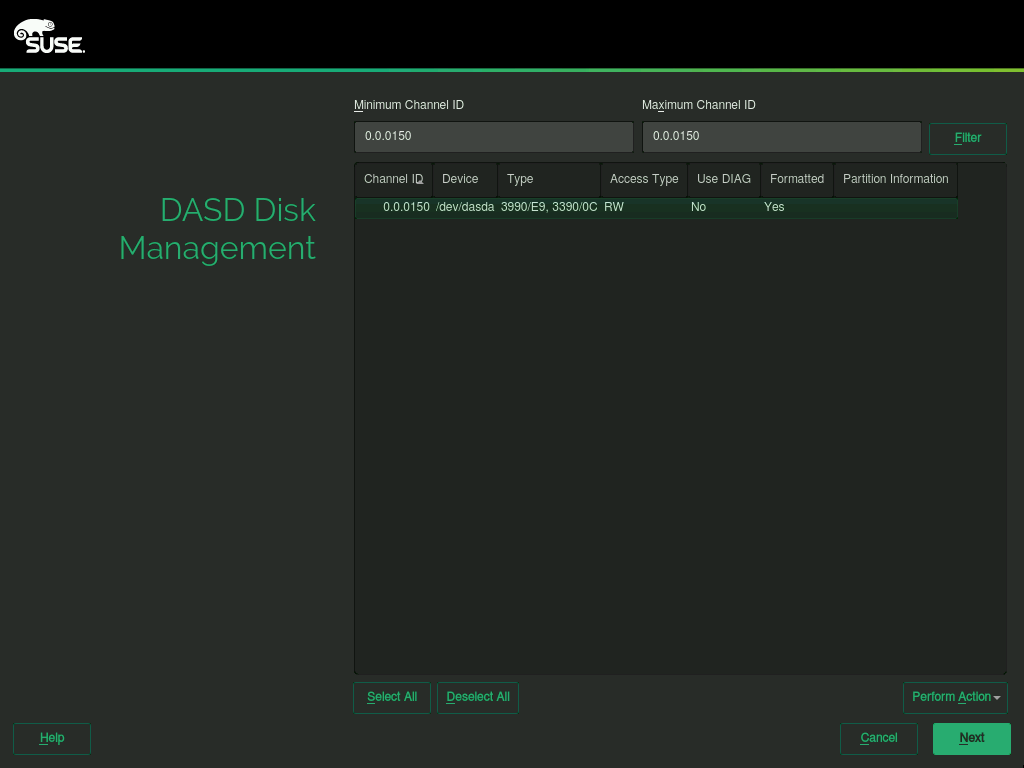 SUSE.
Minimum Channel ID
Maximum Channel ID
0.0.0150
0.0.0150
Filter
DASD Disk
Management
Channel ID Device Type Access Type Use DIAG Formatted Partition Information
0.0.0150 /dev/dasda 3990/E9, 3390/0C RW No Yes
Select All
Deselect All
Perform Action
Help
Cancel
Next